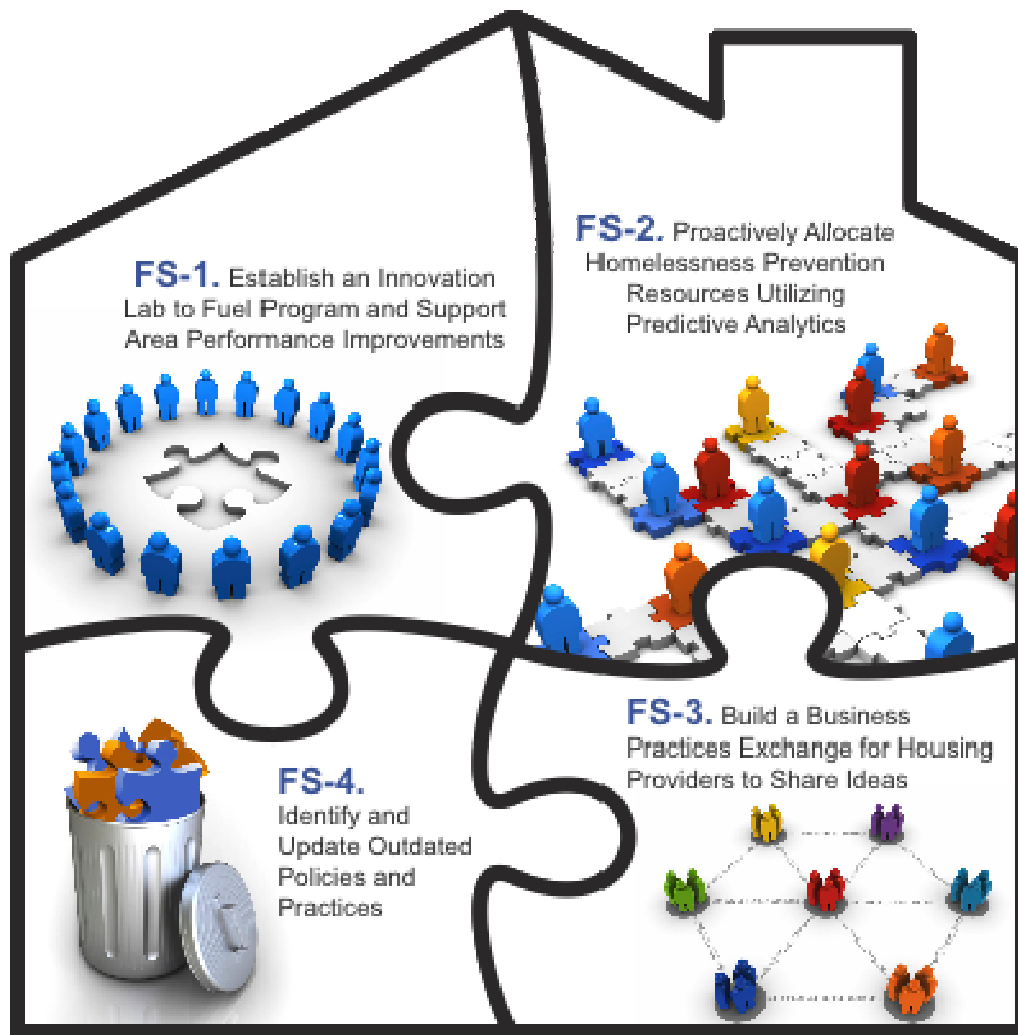 FS-1. Establish an Innovation
Lab to Fuel Program and Support
Area Performance Improvements
FS-2. Proactively Allocate
Homelessness Prevention
Resources Utilizing
Predictive Analytics
FS-3. Build a Business
Practices Exchange for Housing
Providers to Share Ideas
FS-4.
Identify and
Update Outdated
Policies and
Practices